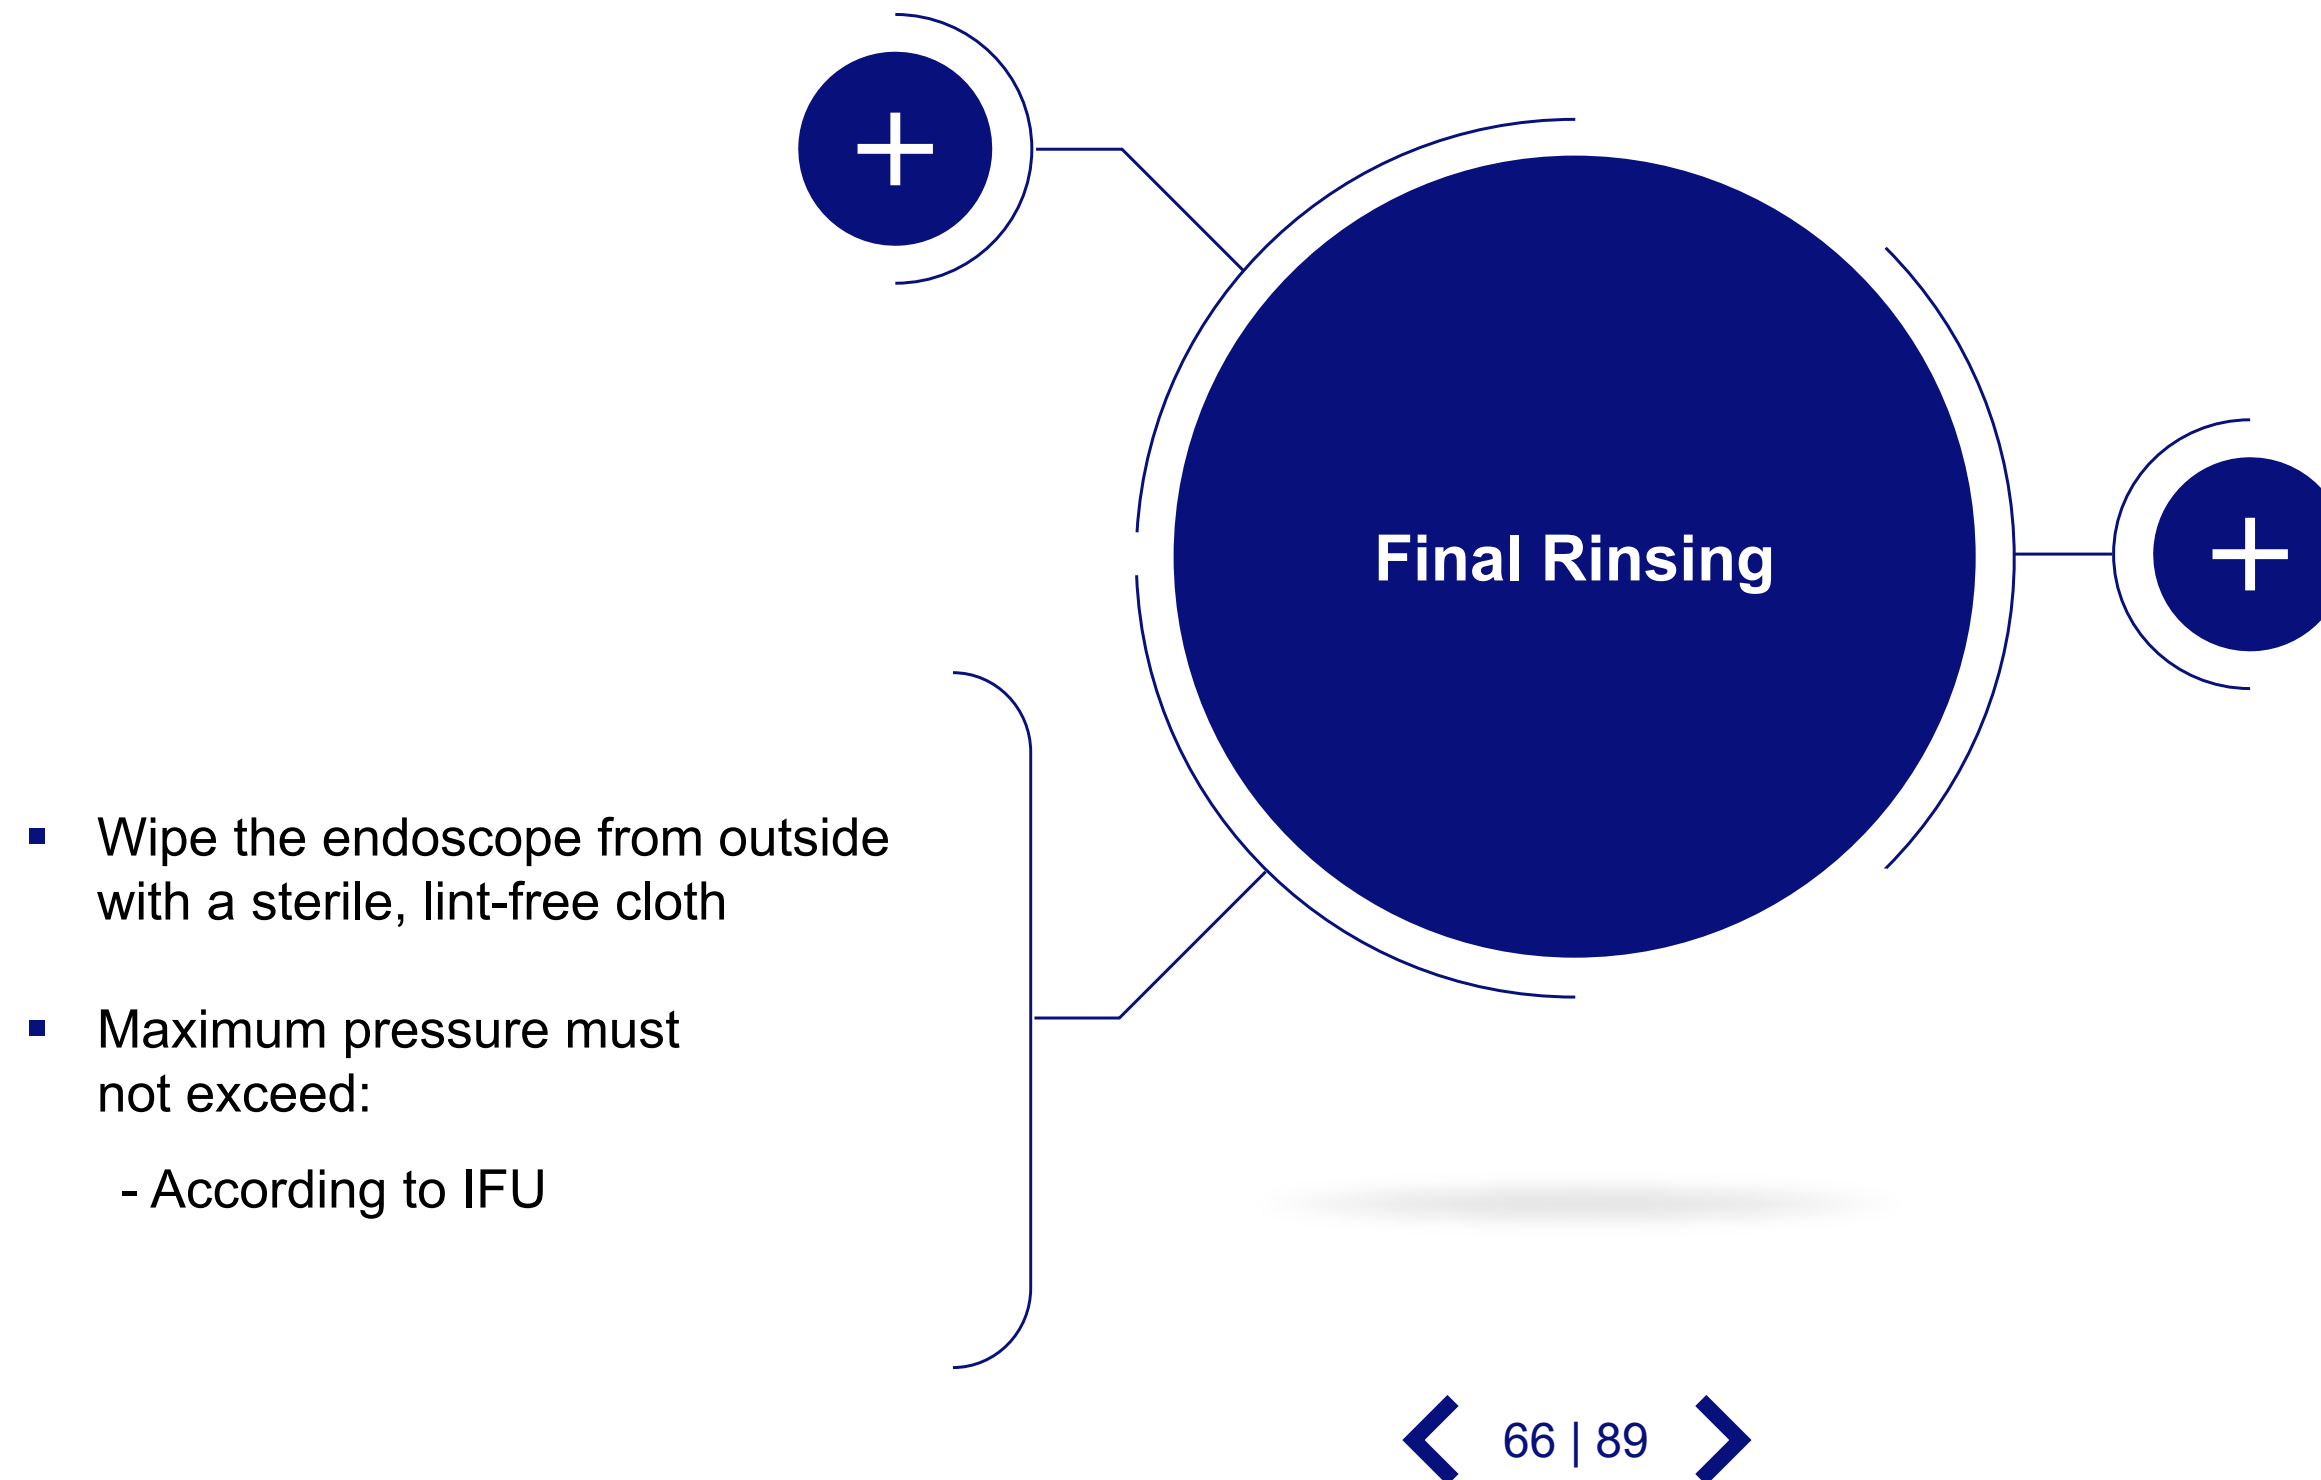 Final Rinsing
▪ Wipe the endoscope from outside
with a sterile, lint-free cloth
▪ Maximum pressure must
not exceed:
- According to IFU
66 | 89